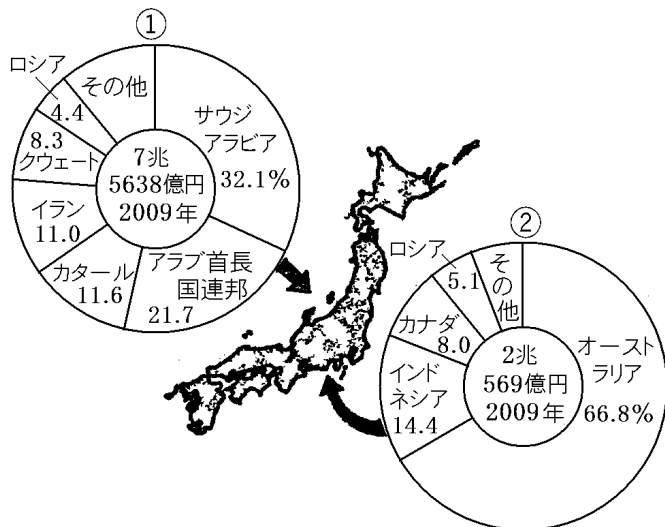 ①
ロシア
4.4
その他
サウジ
アラビア
32.1%
8.3
クウェート
7兆
5638億円
2009年
イラン
11.0
カタール
11.6
アラブ首長
国連邦
21.7
②
ロシア
5.1
その他
カナダ
8.0
オースト
ラリア
66.8%
2兆
569億円
2009年
インド
ネシア
14.4